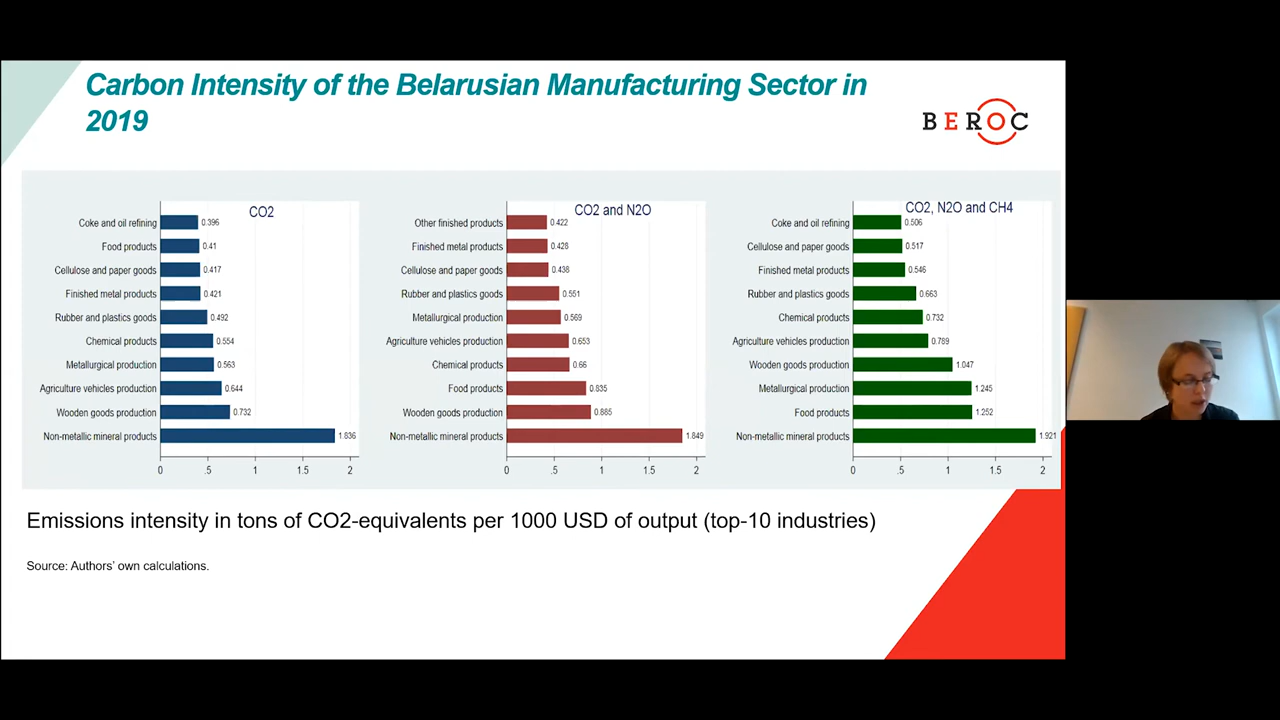 Carbon Intensity of the Belarusian Manufacturing Sector in
2019
BEROC
CO2
Coke and oil refining 0.396
Food products 0.41
Cellulose and paper goods 0.417
Finished metal products 0.421
Rubber and plastics goods 0.492
Chemical products 0.554
Metallurgical production 0.563
Agriculture vehicles production 0.644
Wooden goods production 0.732
Non-metallic mineral products 1.836
0 .5 1 1.5 2
CO2 and N2O
Other finished products 0.422
Finished metal products 0.428
Cellulose and paper goods 0.438
Rubber and plastics goods 0.551
Metallurgical production 0.569
Agriculture vehicles production 0.653
Chemical products 0.66
Food products 0.835
Wooden goods production 0.885
Non-metallic mineral products 1.849
0 .5 1 1.5 2
CO2, N2O and CH4
Coke and oil refining 0.506
Cellulose and paper goods 0.517
Finished metal products 0.546
Rubber and plastics goods 0.663
Chemical products 0.732
Agriculture vehicles production 0.789
Wooden goods production 1.047
Metallurgical production 1.245
Food products 1.252
Non-metallic mineral products 1.921
0 .5 1 1.5 2
Emissions intensity in tons of CO2-equivalents per 1000 USD of output (top-10 industries)
Source: Authors' own calculations.